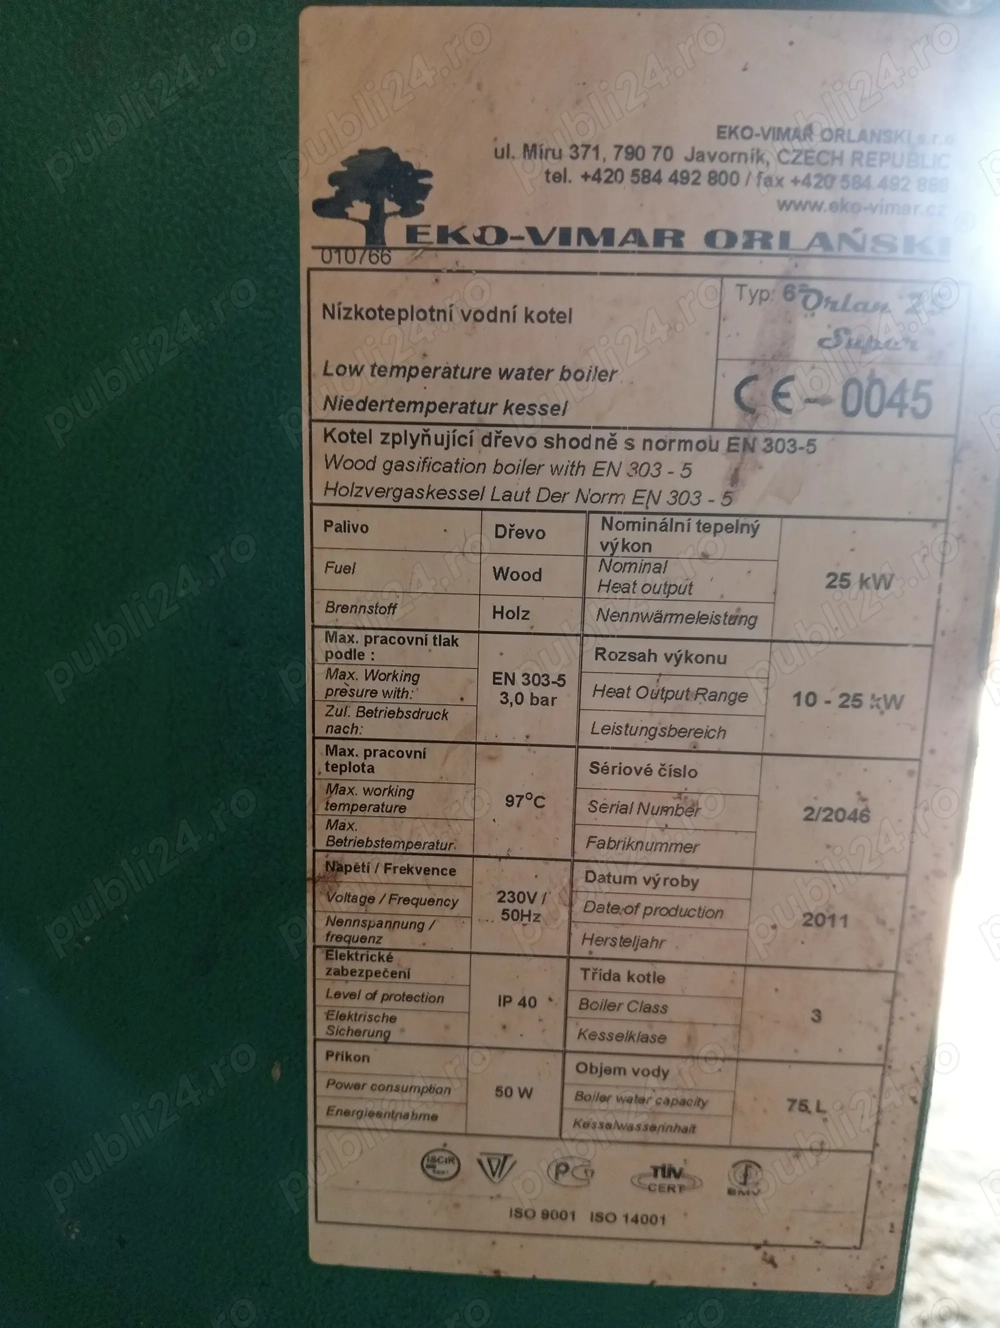 EKO-VIMAR ORLANSKI s.r.o
ul. Míru 371, 790 70 Javorník, CZECH REPUBLIC
tel. +420 584 492 800 / fax +420 584 492 888
www.eko-vimar.cz
EKO-VIMAR ORLAŃSKI ®
010766
Nízkoteplotní vodní kotel
Low temperature water boiler
Niedertemperatur kessel
Typ: Orlan 25
Super
CE-0045
Kotel zplyňující dřevo shodně s normou EN 303-5
Wood gasification boiler with EN 303 - 5
Holzvergaskessel Laut Der Norm EN 303 - 5
Palivo
Fuel
Brennstoff
Dřevo
Wood
Holz
Nominální tepelný
výkon
Nominal
Heat output
Nennwärmeleistung
25 kW
Max. pracovní tlak
podle :
Max. Working
presure with:
Zul. Betriebsdruck
nach:
EN 303-5
3,0 bar
Rozsah výkonu
Heat Output Range
Leistungsbereich
10 - 25 kW
Max. pracovní
teplota
Max. working
temperature
Max.
Betriebstemperatur.
97°C
Sériové číslo
Serial Number
Fabriknummer
2/2046
Napětí / Frekvence
Voltage / Frequency
Nennspannung /
frequenz
230V /
50Hz
Datum výroby
Date of production
Hersteljahr
2011
Elektrické
zabezpečení
Level of protection
Elektrische
Sicherung
IP 40
Třída kotle
Boiler Class
Kesselklase
3
Příkon
Power consumption
Energieentnahme
50 W
Objem vody
Boiler water capacity
Kesselwasserinhalt
75 L
ISCIR
CERT
PG
TÜV
CERT
EMV
ISO 9001 ISO 14001
publi24.ro